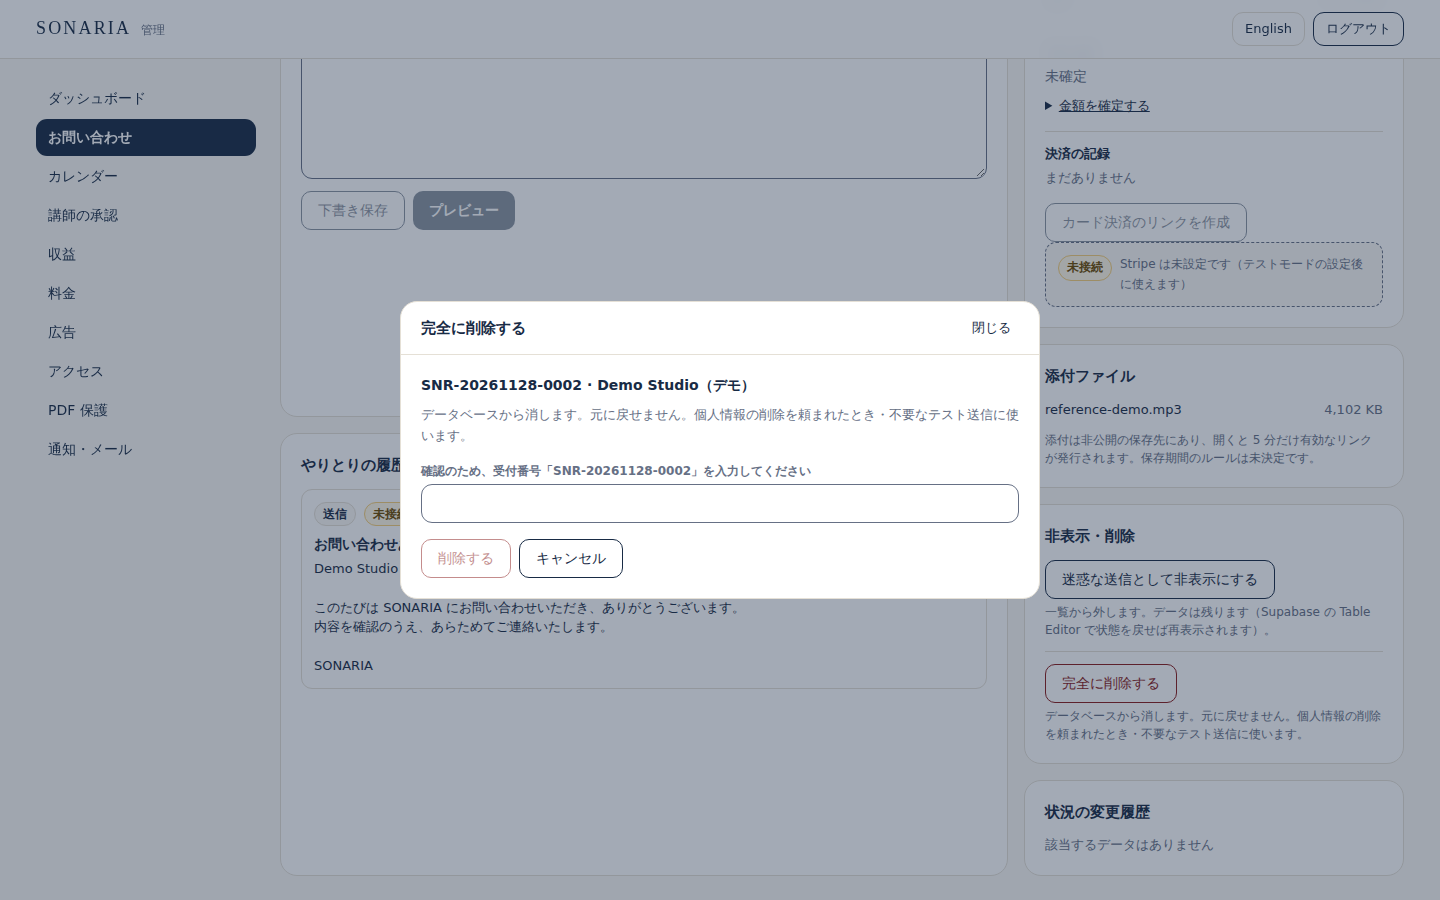 SONARIA 管理
English
ログアウト
ダッシュボード
お問い合わせ
カレンダー
講師の承認
収益
料金
広告
アクセス
PDF 保護
通知・メール
下書き保存
プレビュー
やりとりの履歴
送信
お問い合わせ
Demo Studio
このたびは SONARIA にお問い合わせいただき、ありがとうございます。
内容を確認のうえ、あらためてご連絡いたします。
SONARIA
完全に削除する
閉じる
SNR-20261128-0002 · Demo Studio（デモ）
データベースから消します。元に戻せません。個人情報の削除を頼まれたとき・不要なテスト送信に使
います。
確認のため、受付番号「SNR-20261128-0002」を入力してください
削除する
キャンセル
未確定
▶ 金額を確定する
決済の記録
まだありません
カード決済のリンクを作成
未接続
Stripe は未設定です（テストモードの設定後
に使えます）
添付ファイル
reference-demo.mp3
4,102 KB
添付は非公開の保存先にあり、開くと 5 分だけ有効なリンク
が発行されます。保存期間のルールは未決定です。
非表示・削除
迷惑な送信として非表示にする
一覧から外します。データは残ります（Supabase の Table
Editor で状態を戻せば再表示されます）。
完全に削除する
データベースから消します。元に戻せません。個人情報の削除
を頼まれたとき・不要なテスト送信に使います。
状況の変更履歴
該当するデータはありません